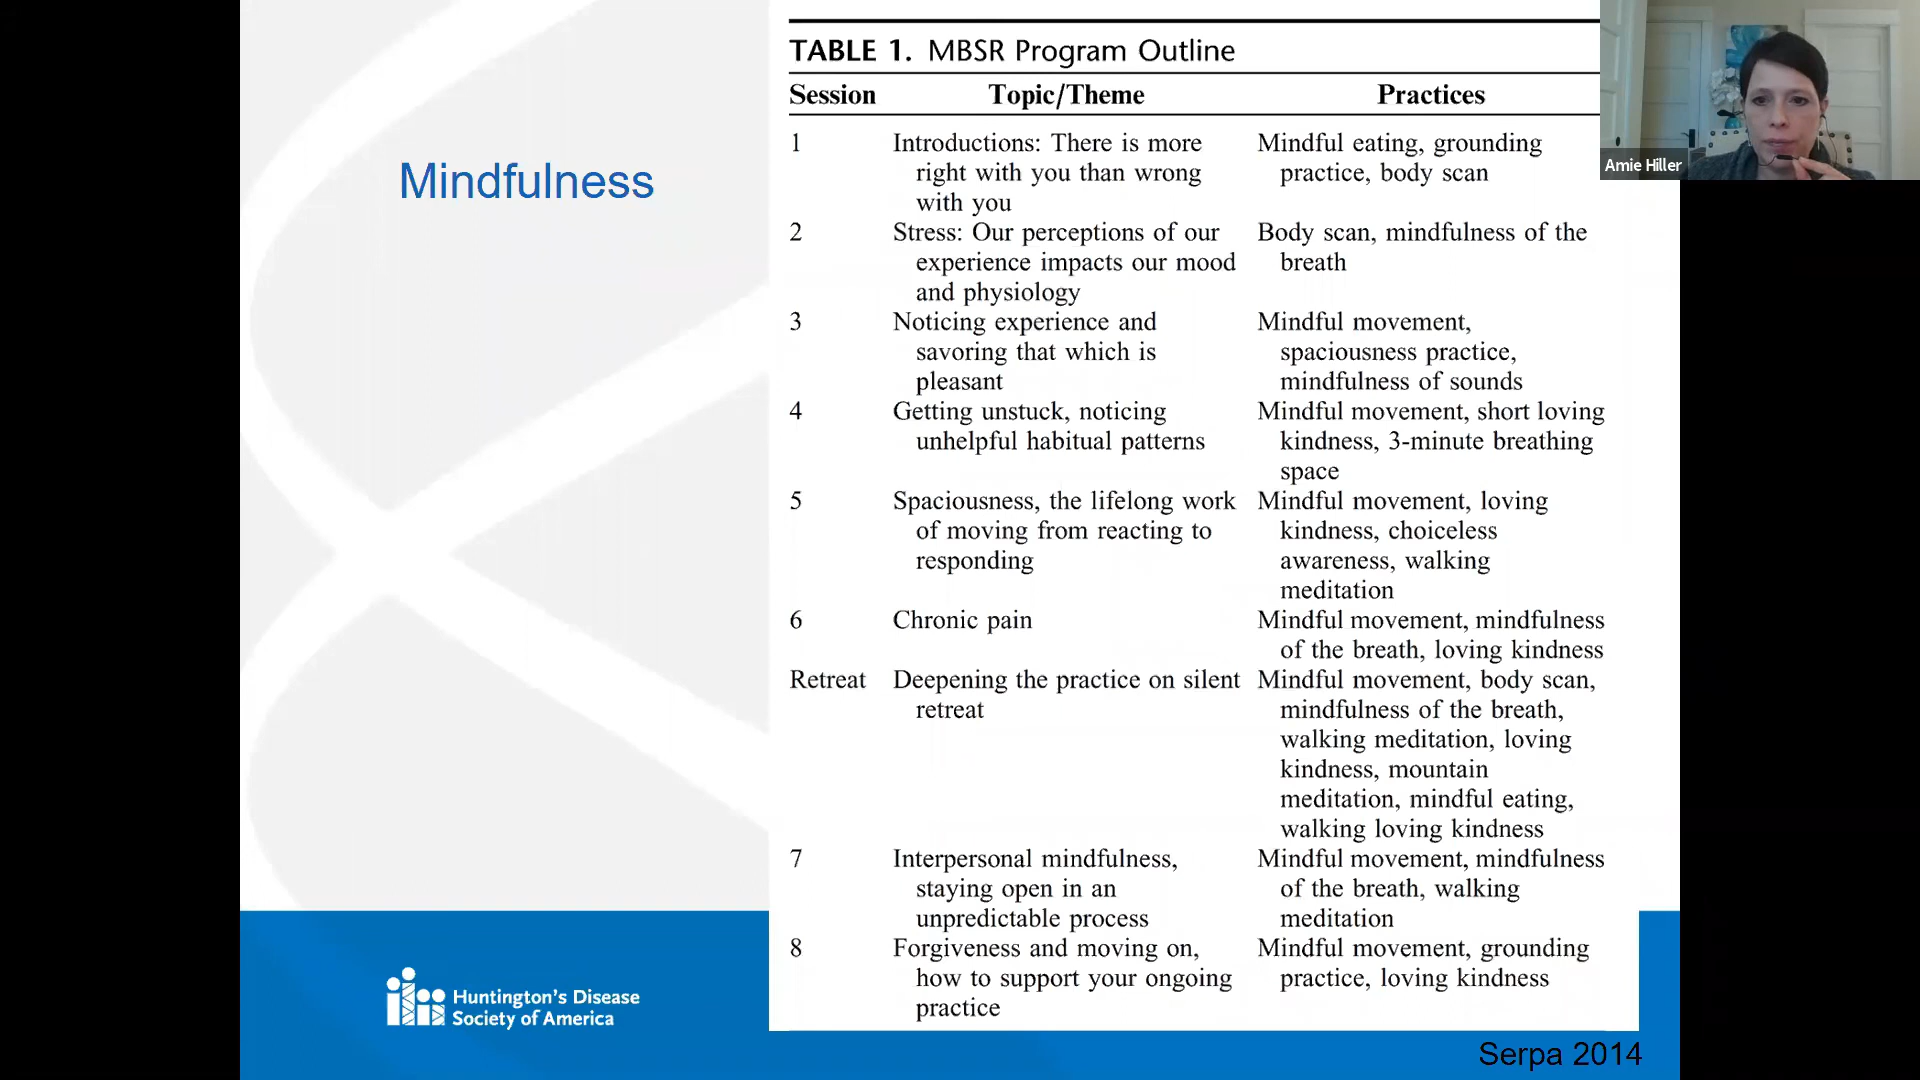 Mindfulness
TABLE 1. MBSR Program Outline
Session Topic/Theme Practices
1 Introductions: There is more Mindful eating, grounding
right with you than wrong practice, body scan
with you
2 Stress: Our perceptions of our Body scan, mindfulness of the
experience impacts our mood breath
and physiology
3 Noticing experience and Mindful movement,
savoring that which is spaciousness practice,
pleasant mindfulness of sounds
4 Getting unstuck, noticing Mindful movement, short loving
unhelpful habitual patterns kindness, 3-minute breathing
space
5 Spaciousness, the lifelong work Mindful movement, loving
of moving from reacting to kindness, choiceless
responding awareness, walking
meditation
6 Chronic pain Mindful movement, mindfulness
of the breath, loving kindness
Retreat Deepening the practice on silent Mindful movement, body scan,
retreat mindfulness of the breath,
walking meditation, loving
kindness, mountain
meditation, mindful eating,
walking loving kindness
7 Interpersonal mindfulness, Mindful movement, mindfulness
staying open in an of the breath, walking
unpredictable process meditation
8 Forgiveness and moving on, Mindful movement, grounding
how to support your ongoing practice, loving kindness
practice
Amie Hiller
Huntington's Disease
Society of America
Serpa 2014